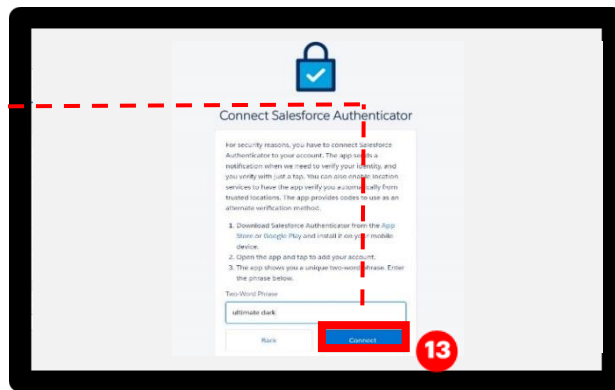 Connect Salesforce Authenticator
For security reasons, you have to connect Salesforce
Authenticator to your account. The app sends a
notification when we need to verify your identity, and
you verify with just a tap. You can also enable location
services to have the app verify you automatically from
trusted locations. The app provides codes to use as an
alternate verification method.
1. Download Salesforce Authenticator from the App
Store or Google Play and install it on your mobile
device.
2. Open the app and tap to add your account.
3. The app shows you a unique two-word phrase. Enter
the phrase below.
Two-Word Phrase
ultimate dark
Back
Connect
13